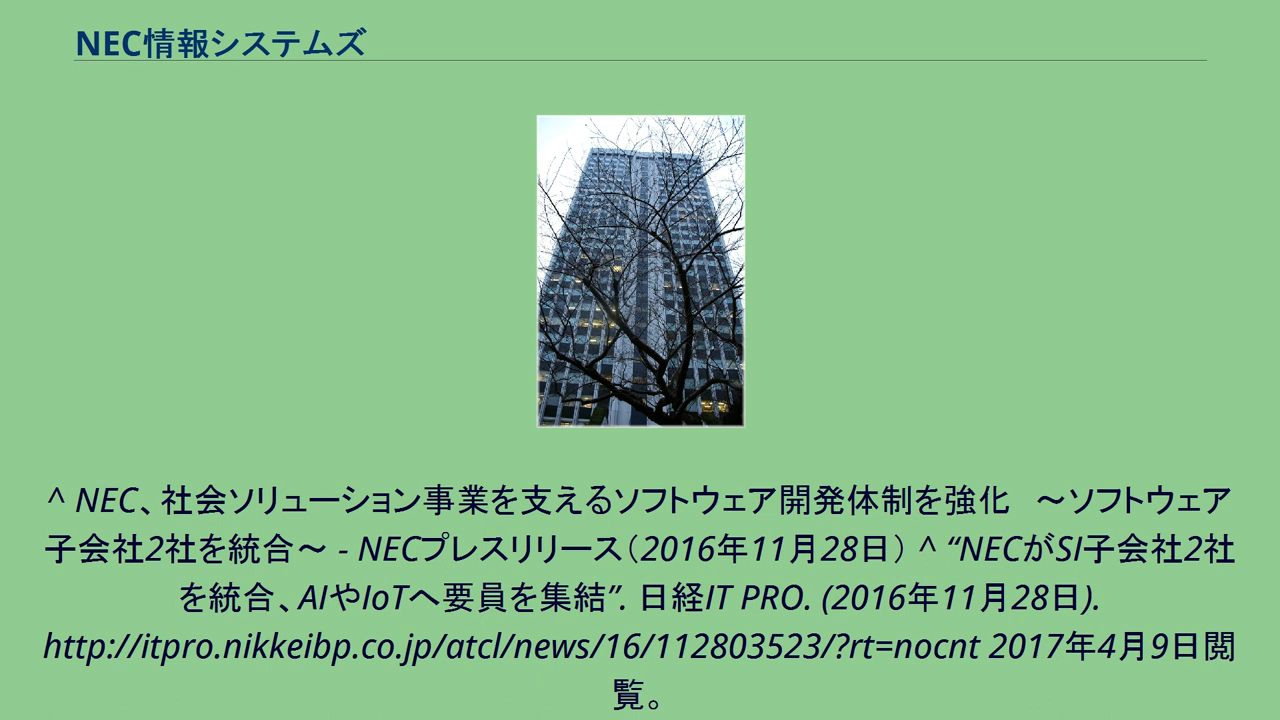 NEC情報システムズ
^ NEC、社会ソリューション事業を支えるソフトウェア開発体制を強化　～ソフトウェア
子会社2社を統合～ - NECプレスリリース（2016年11月28日） ^ “NECがSI子会社2社
を統合、AIやIoTへ要員を集結”. 日経IT PRO. (2016年11月28日).
http://itpro.nikkeibp.co.jp/atcl/news/16/112803523/?rt=nocnt 2017年4月9日閲
覧。